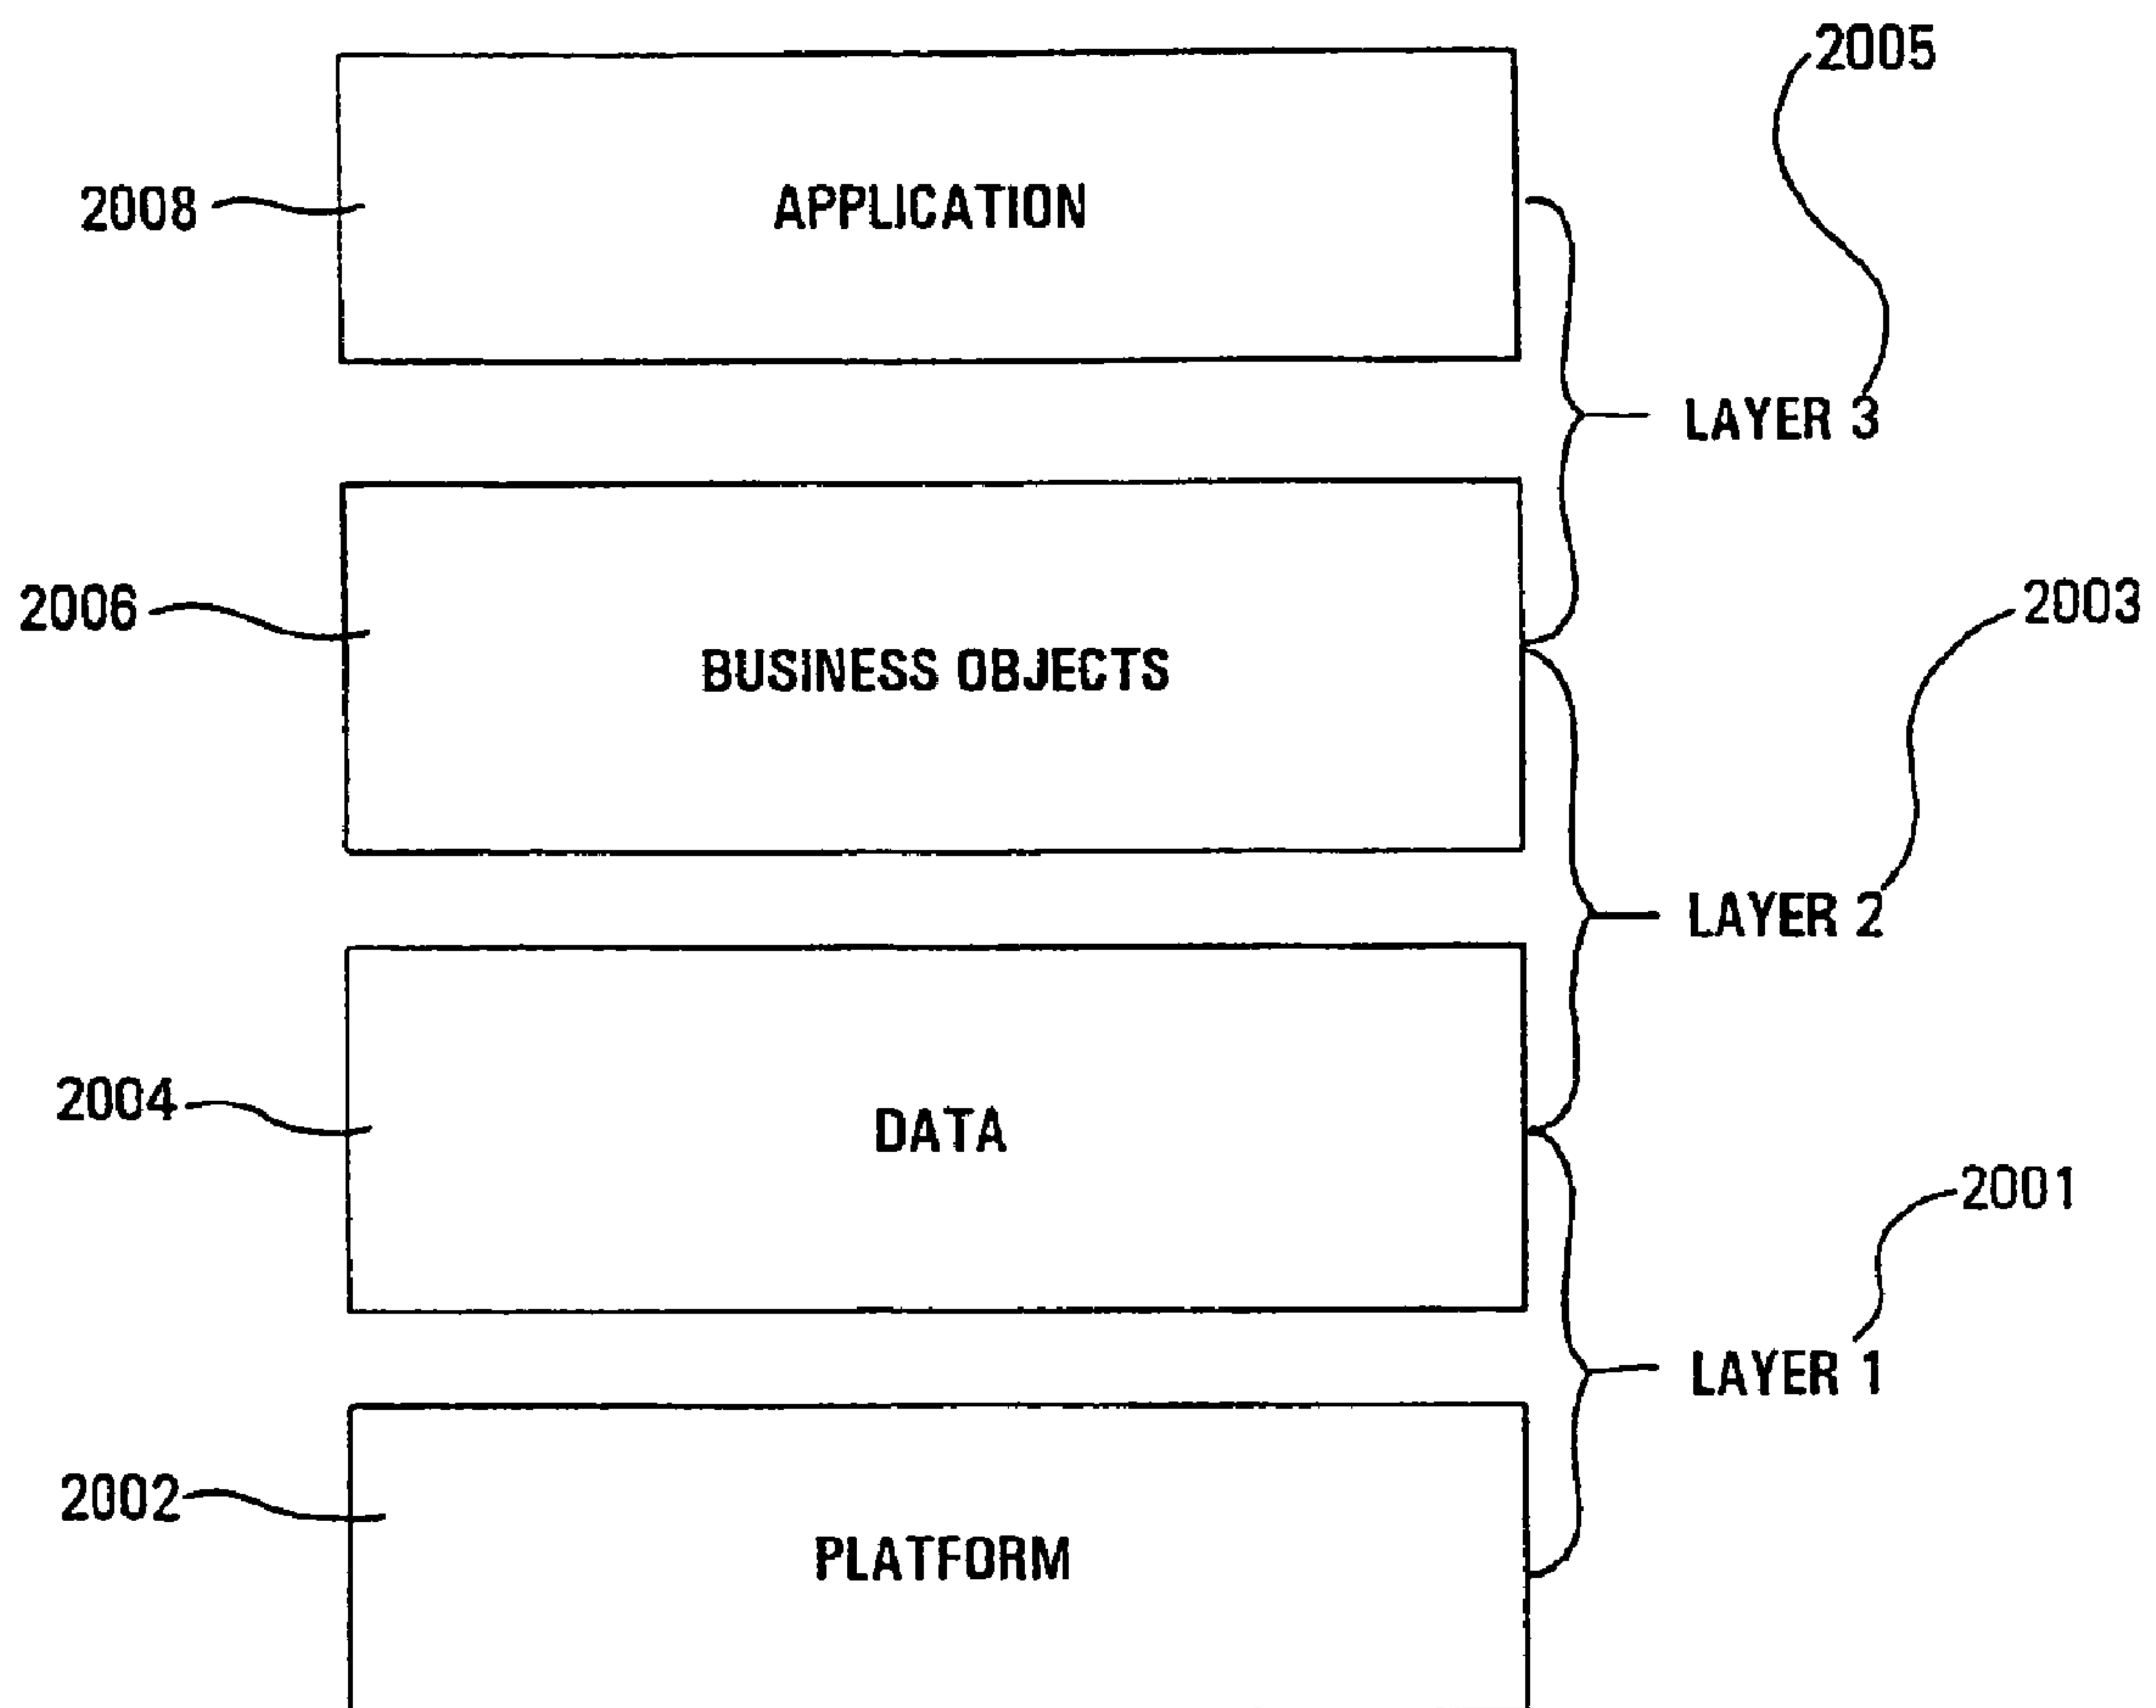 2005
2008
APPLICATION
LAYER 3
2006
BUSINESS OBJECTS
2003
LAYER 2
2004
DATA
2001
LAYER 1
2002
PLATFORM